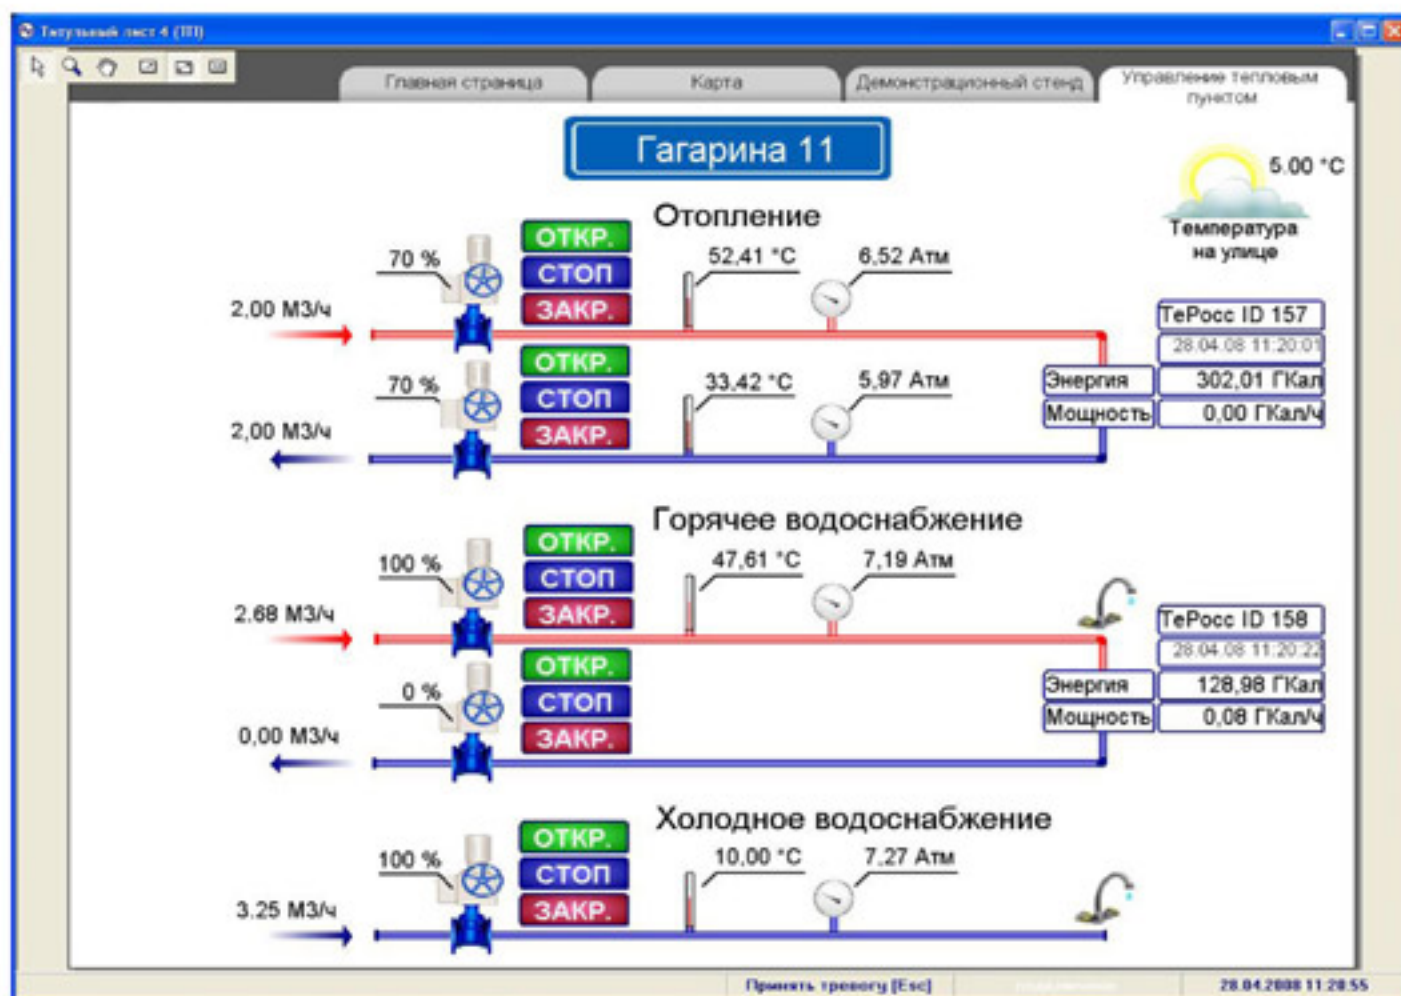 Титульный лист 4 (ТП)
Главная страница
Карта
Демонстрационный стенд
Управление тепловым
пунктом
Гагарина 11
5.00 °C
Температура
на улице
Отопление
70 %
ОТКР.
СТОП
ЗАКР.
52,41 °C
6,52 Атм
2,00 М3/ч
ТеРосс ID 157
28.04.08 11:20:01
Энергия
302,01 ГКал
Мощность
0,00 ГКал/ч
70 %
ОТКР.
СТОП
ЗАКР.
33,42 °C
5,97 Атм
2,00 М3/ч
Горячее водоснабжение
100 %
ОТКР.
СТОП
ЗАКР.
47,61 °C
7,19 Атм
2.68 М3/ч
ТеРосс ID 158
28.04.08 11:20:22
Энергия
128,98 ГКал
Мощность
0,08 ГКал/ч
0 %
ОТКР.
СТОП
ЗАКР.
0,00 М3/ч
Холодное водоснабжение
100 %
ОТКР.
СТОП
ЗАКР.
10,00 °C
7,27 Атм
3.25 М3/ч
Принять тревогу [Esc]
28.04.2008 11:20:55